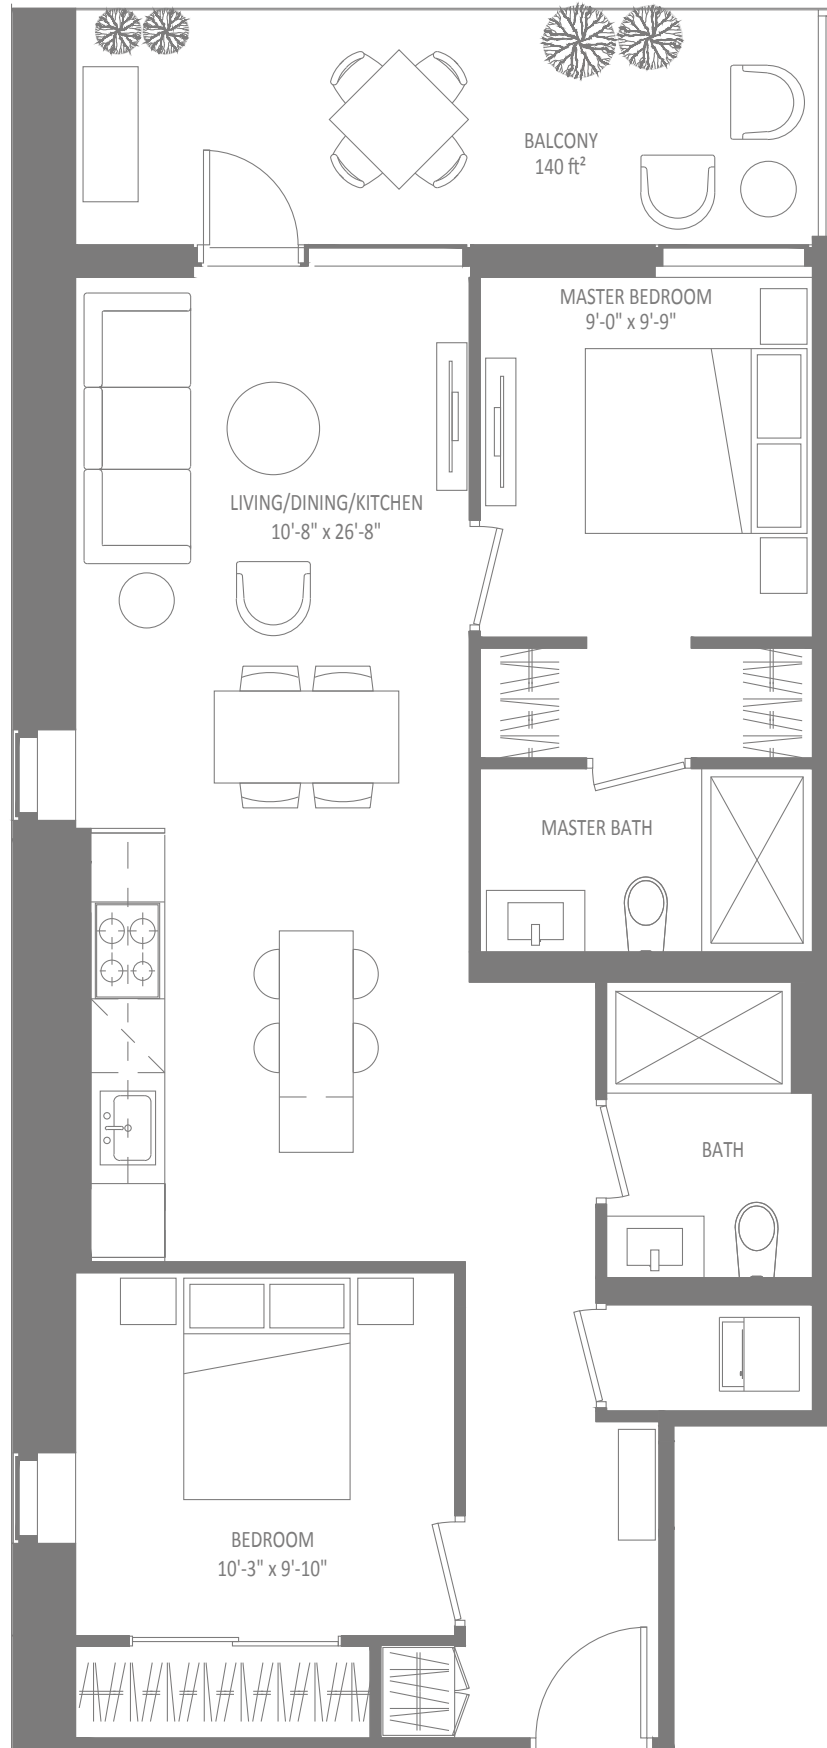 BALCONY
140 ft²
MASTER BEDROOM
9'-0" x 9'-9"
LIVING/DINING/KITCHEN
10'-8" x 26'-8"
MASTER BATH
BATH
BEDROOM
10'-3" x 9'-10"